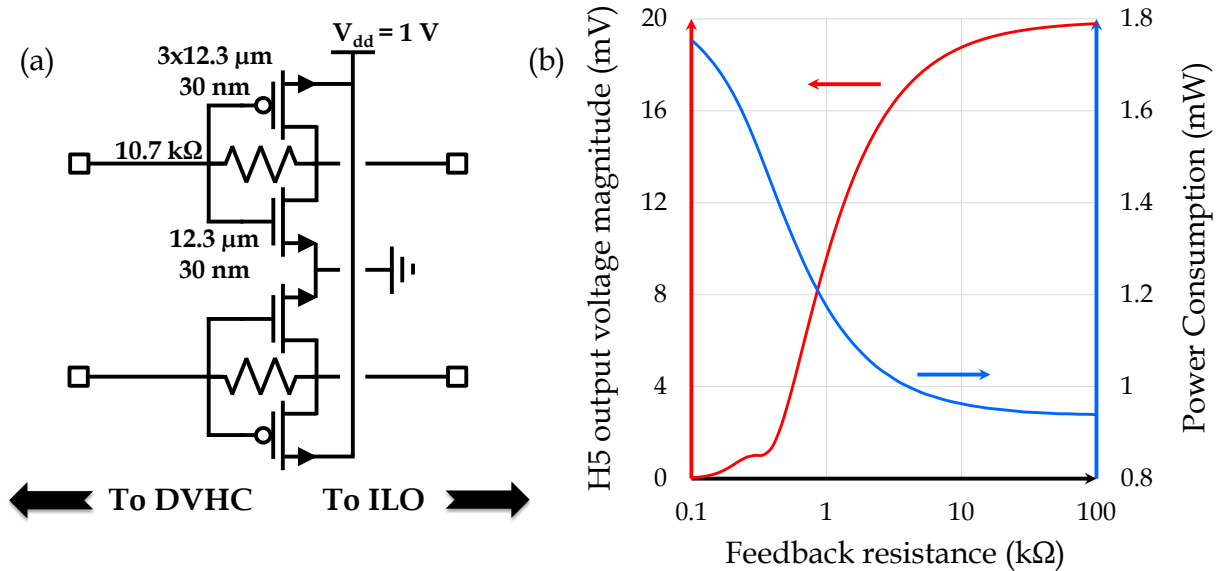 (a)
V_dd = 1 V
3x12.3 µm
30 nm
10.7 kΩ
12.3 µm
30 nm
To DVHC
To ILO
(b)
H5 output voltage magnitude (mV)
20
16
12
8
4
0
1.8
1.6
1.4
1.2
1
0.8
Power Consumption (mW)
0.1
1
10
100
Feedback resistance (kΩ)